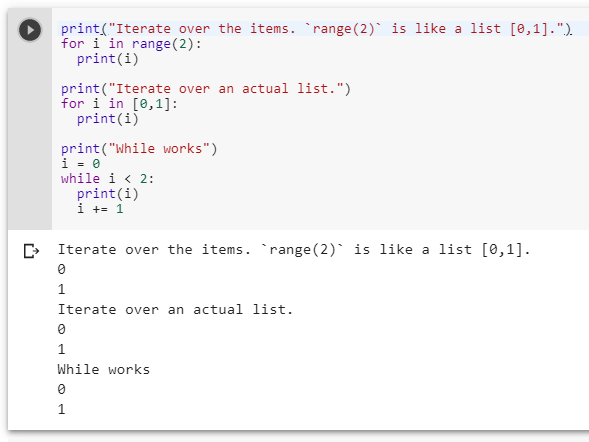 print("Iterate over the items. `range(2)` is like a list [0,1].")
for i in range(2):
  print(i)

print("Iterate over an actual list.")
for i in [0,1]:
  print(i)

print("While works")
i = 0
while i < 2:
  print(i)
  i += 1
Iterate over the items. `range(2)` is like a list [0,1].
0
1
Iterate over an actual list.
0
1
While works
0
1